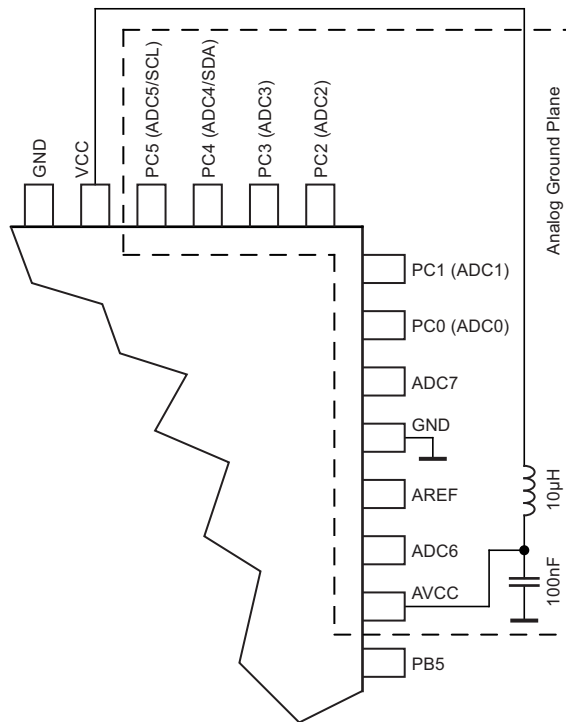 GND
VCC
PC5 (ADC5/SCL)
PC4 (ADC4/SDA)
PC3 (ADC3)
PC2 (ADC2)
Analog Ground Plane
PC1 (ADC1)
PC0 (ADC0)
ADC7
GND
AREF
10µH
ADC6
AVCC
100nF
PB5